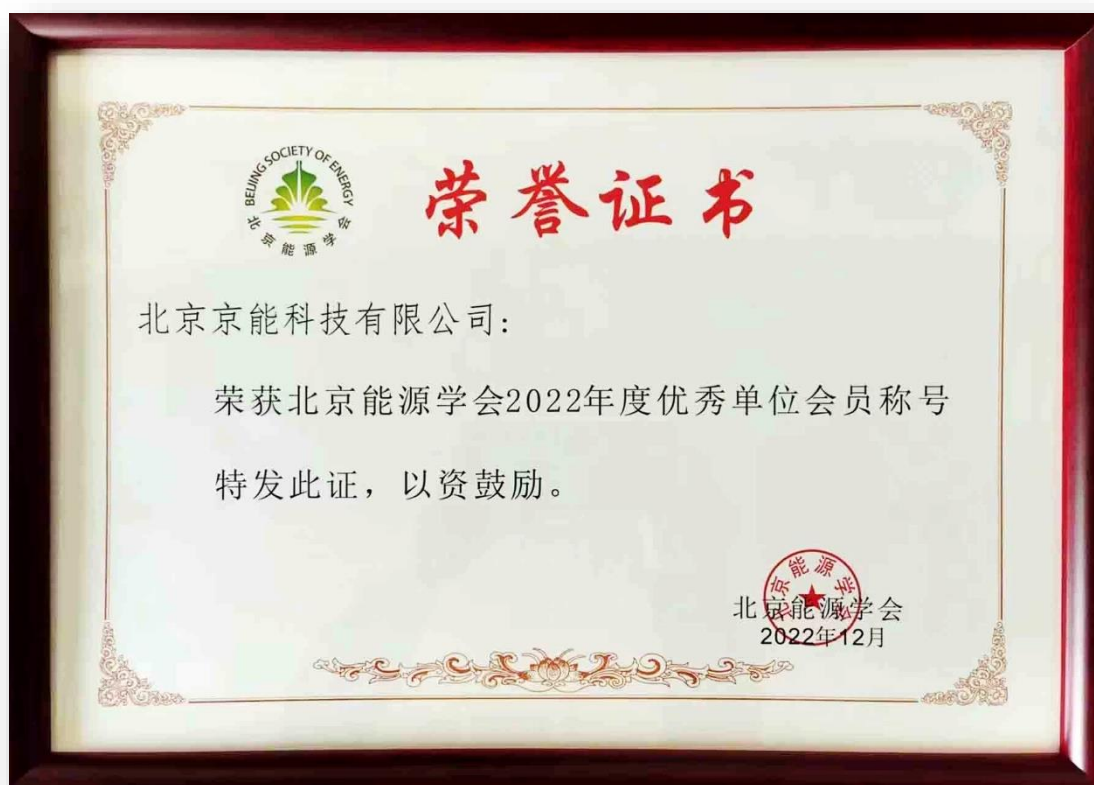 BEIJING SOCIETY OF ENERGY
北京能源学会
荣誉证书
北京京能科技有限公司:
荣获北京能源学会2022年度优秀单位会员称号
特发此证，以资鼓励。
北京能源学会
北京能源学会
2022年12月